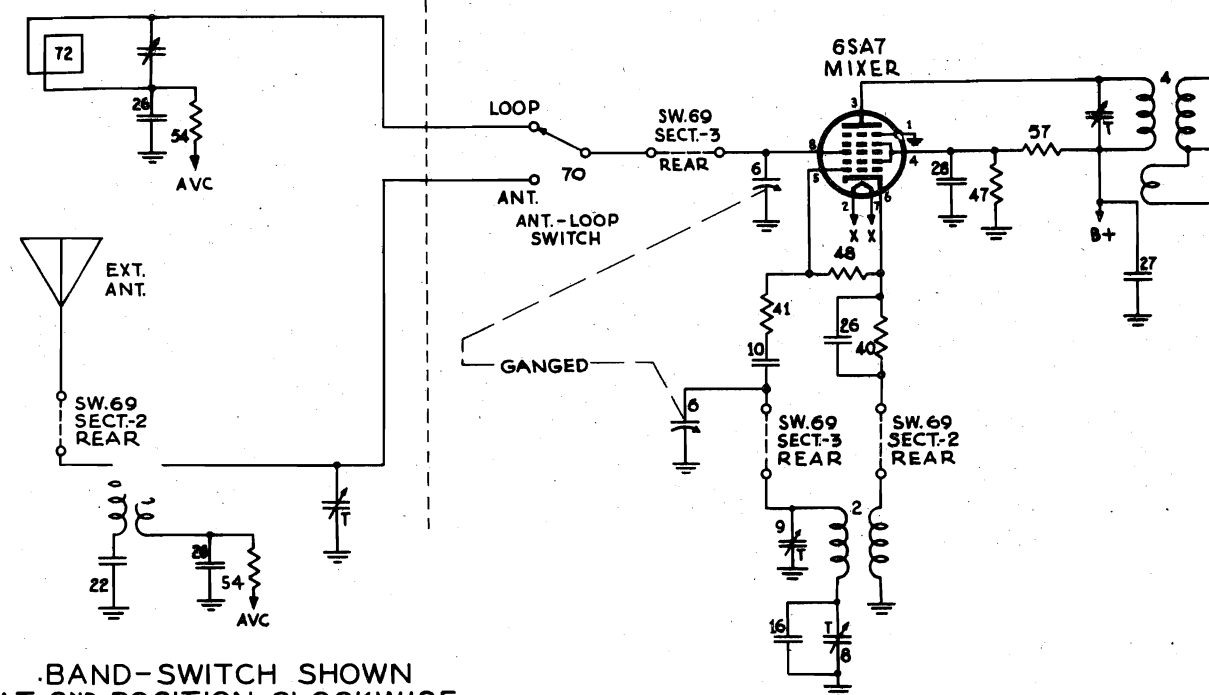 72
26
54
AVC
LOOP
70
ANT.
ANT.-LOOP
SWITCH
SW.69
SECT.-3
REAR
6SA7
MIXER
3
1
8
5
4
2
7
6
X X
6
28
47
57
T
4
B+
27
EXT.
ANT.
48
41
10
26
40
GANGED
6
SW.69
SECT.-2
REAR
SW.69
SECT.-3
REAR
SW.69
SECT.-2
REAR
T
22
54
AVC
9
T
2
16
T
8
.BAND-SWITCH SHOWN